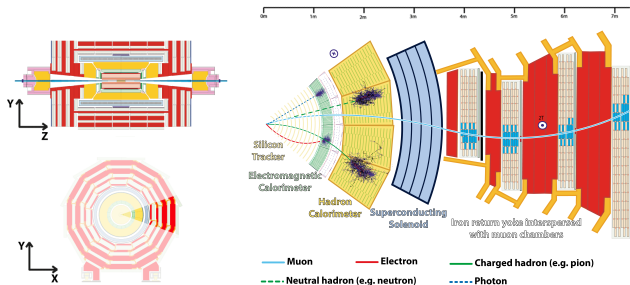 0m 1m 2m 3m 4m 5m 6m 7m
Y
Z
Y
X
Silicon
Tracker
Electromagnetic
Calorimeter
Hadron
Calorimeter
Superconducting
Solenoid
2T
Iron return yoke interspersed
with muon chambers
Muon
Electron
Charged hadron (e.g. pion)
Neutral hadron (e.g. neutron)
Photon